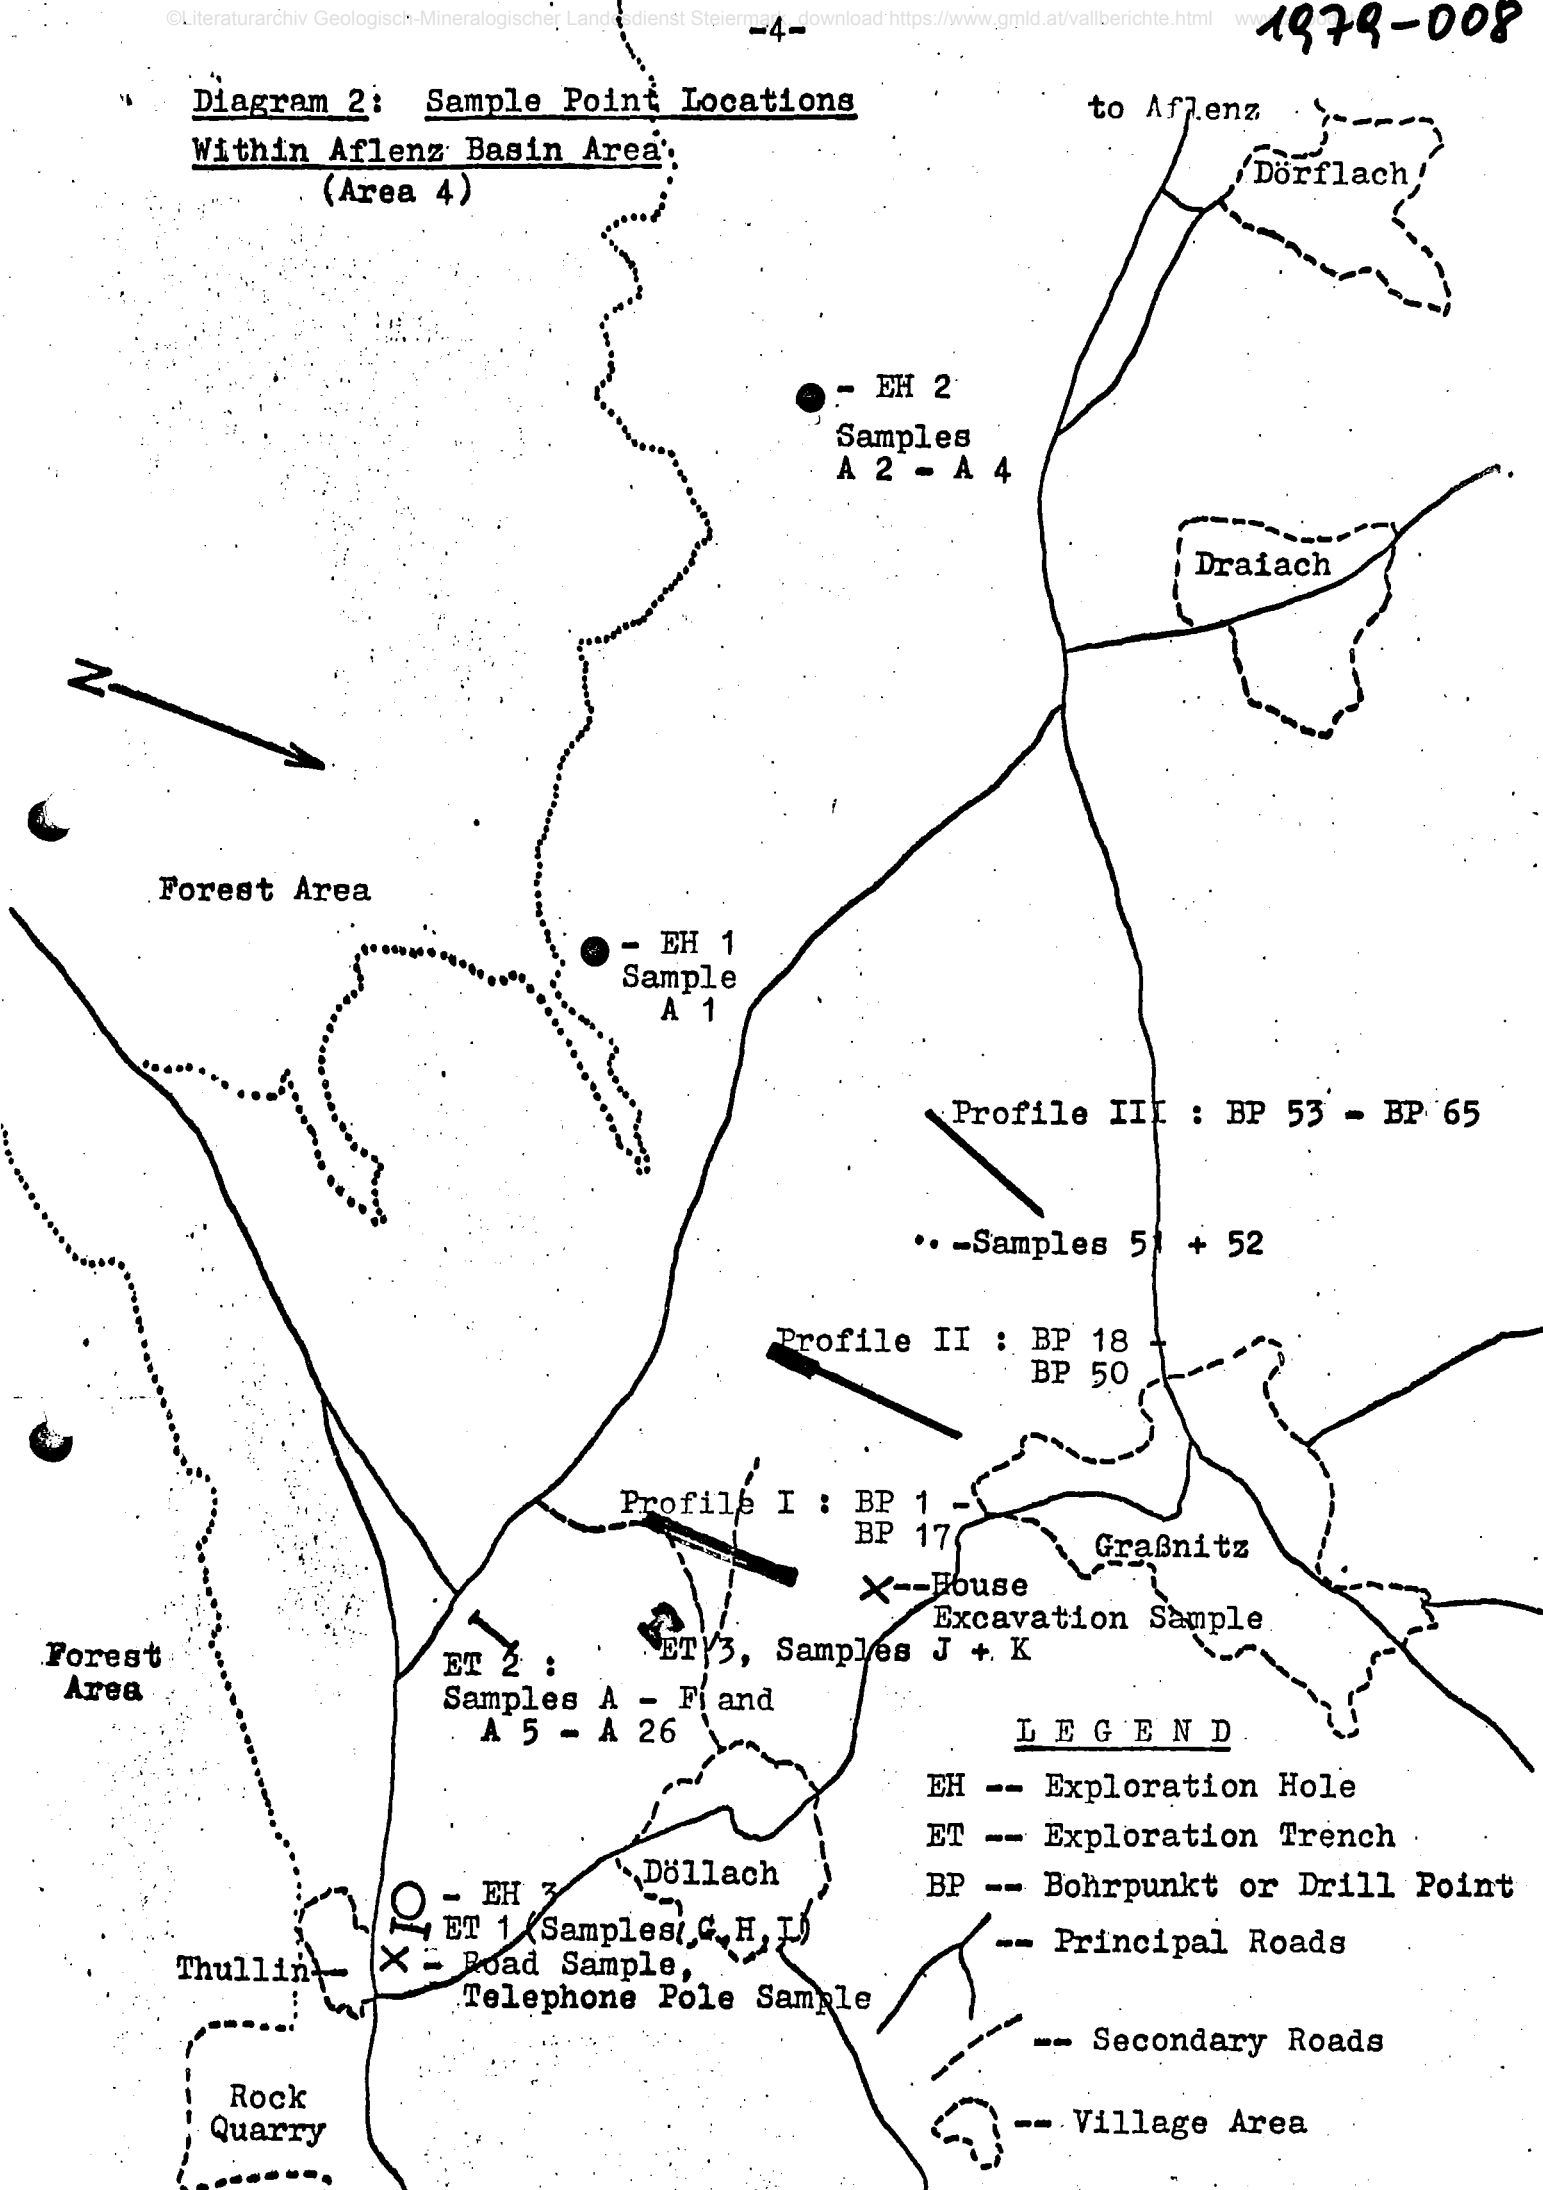 ©Literaturarchiv Geologisch-Mineralogischer Landesdienst Steiermark; download https://www.gmld.at/vallberichte.html
-4-
1979-008
Diagram 2: Sample Point Locations
Within Aflenz Basin Area
(Area 4)
to Aflenz
Dörflach
- EH 2
Samples
A 2 - A 4
Draiach
N
Forest Area
- EH 1
Sample
A 1
Profile III : BP 53 - BP 65
-Samples 51 + 52
Profile II : BP 18 -
BP 50
Profile I : BP 1 -
BP 17
Graßnitz
X--House
Excavation Sample
ET 3, Samples J + K
Forest
Area
ET 2 :
Samples A - F and
A 5 - A 26
L E G E N D
EH -- Exploration Hole
ET -- Exploration Trench
BP -- Bohrpunkt or Drill Point
-- Principal Roads
-- Secondary Roads
-- Village Area
Döllach
- EH 3
ET 1 (Samples G,H,I)
Thullin-
X - Road Sample,
Telephone Pole Sample
Rock
Quarry